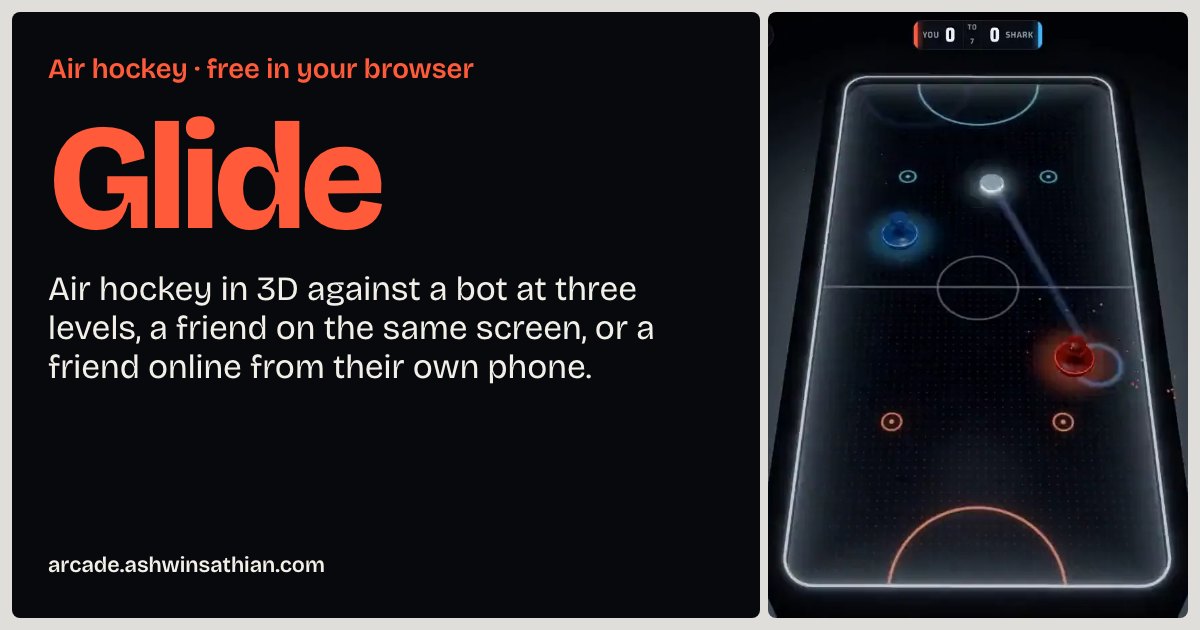 Air hockey · free in your browser
Glide
Air hockey in 3D against a bot at three
levels, a friend on the same screen, or a
friend online from their own phone.
arcade.ashwinsathian.com
YOU 0 TO 7 0 SHARK